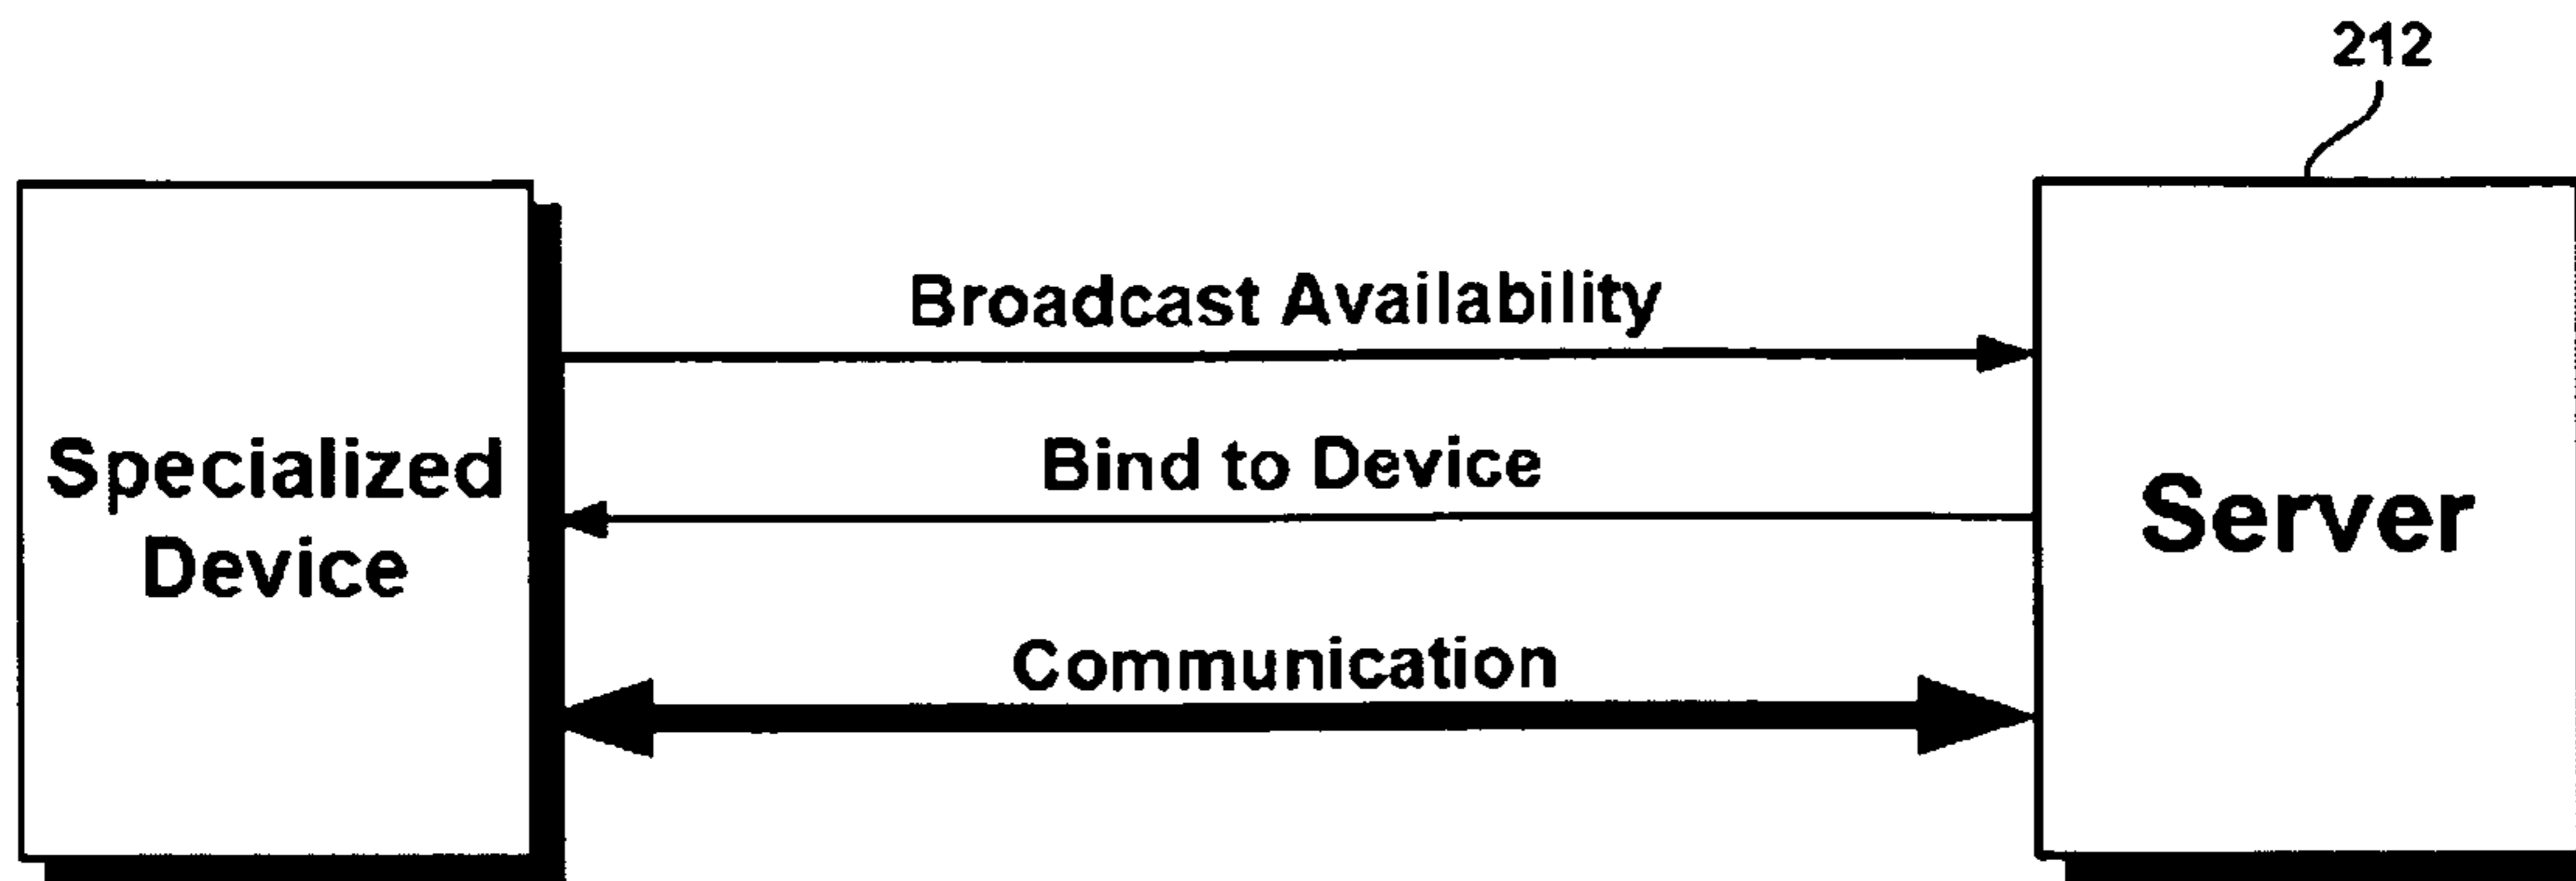 212
Broadcast Availability
Bind to Device
Specialized
Device
Server
Communication